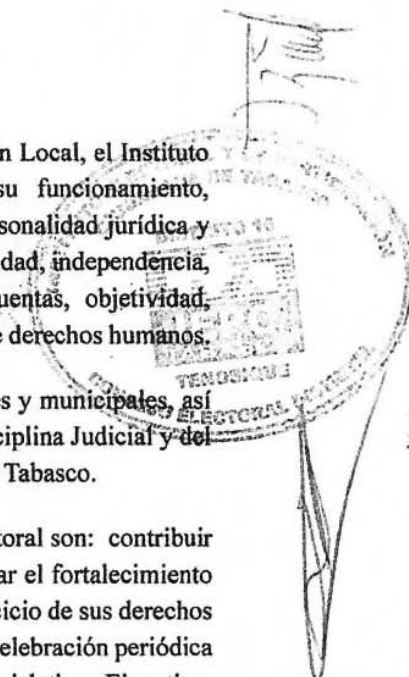 n Local, el Instituto
su funcionamiento,
sonalidad jurídica y
dad, independencia,
uentas, objetividad,
e derechos humanos.
TENOSIQUE
ELECTORAL
es y municipales, así
ciplina Judicial y del
Tabasco.
toral son: contribuir
ar el fortalecimiento
cicio de sus derechos
elebración periódica